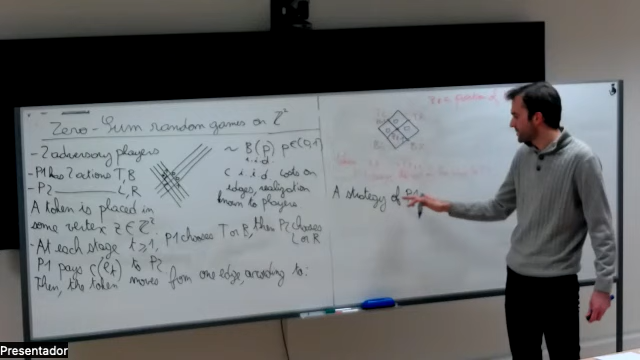 Zero-Sum random games on Z²
- 2 adversary players
- P1 has 2 actions T, B
- P2 ———— L, R
~ B(p) p∈(0,1)
i.i.d.
c i.i.d costs on
edges, realization
known to players
A token is placed in
some vertex z ∈ Z².
- At each stage t ≥ 1, P1 chooses T or B, then P2 chooses
L or R
P1 pays c(e_t) to P2
Then, the token moves from one edge, according to:
A strategy of P1
Presentador